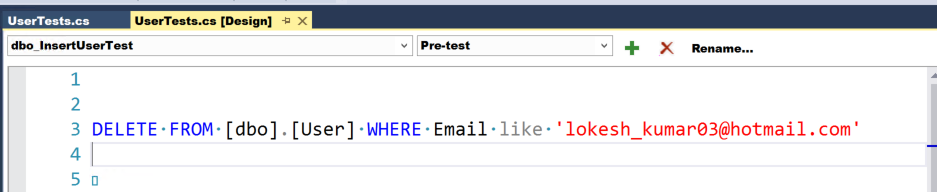 UserTests.cs UserTests.cs [Design]
dbo_InsertUserTest Pre-test Rename...
1
2
3 DELETE FROM [dbo].[User] WHERE Email like 'lokesh_kumar03@hotmail.com'
4
5